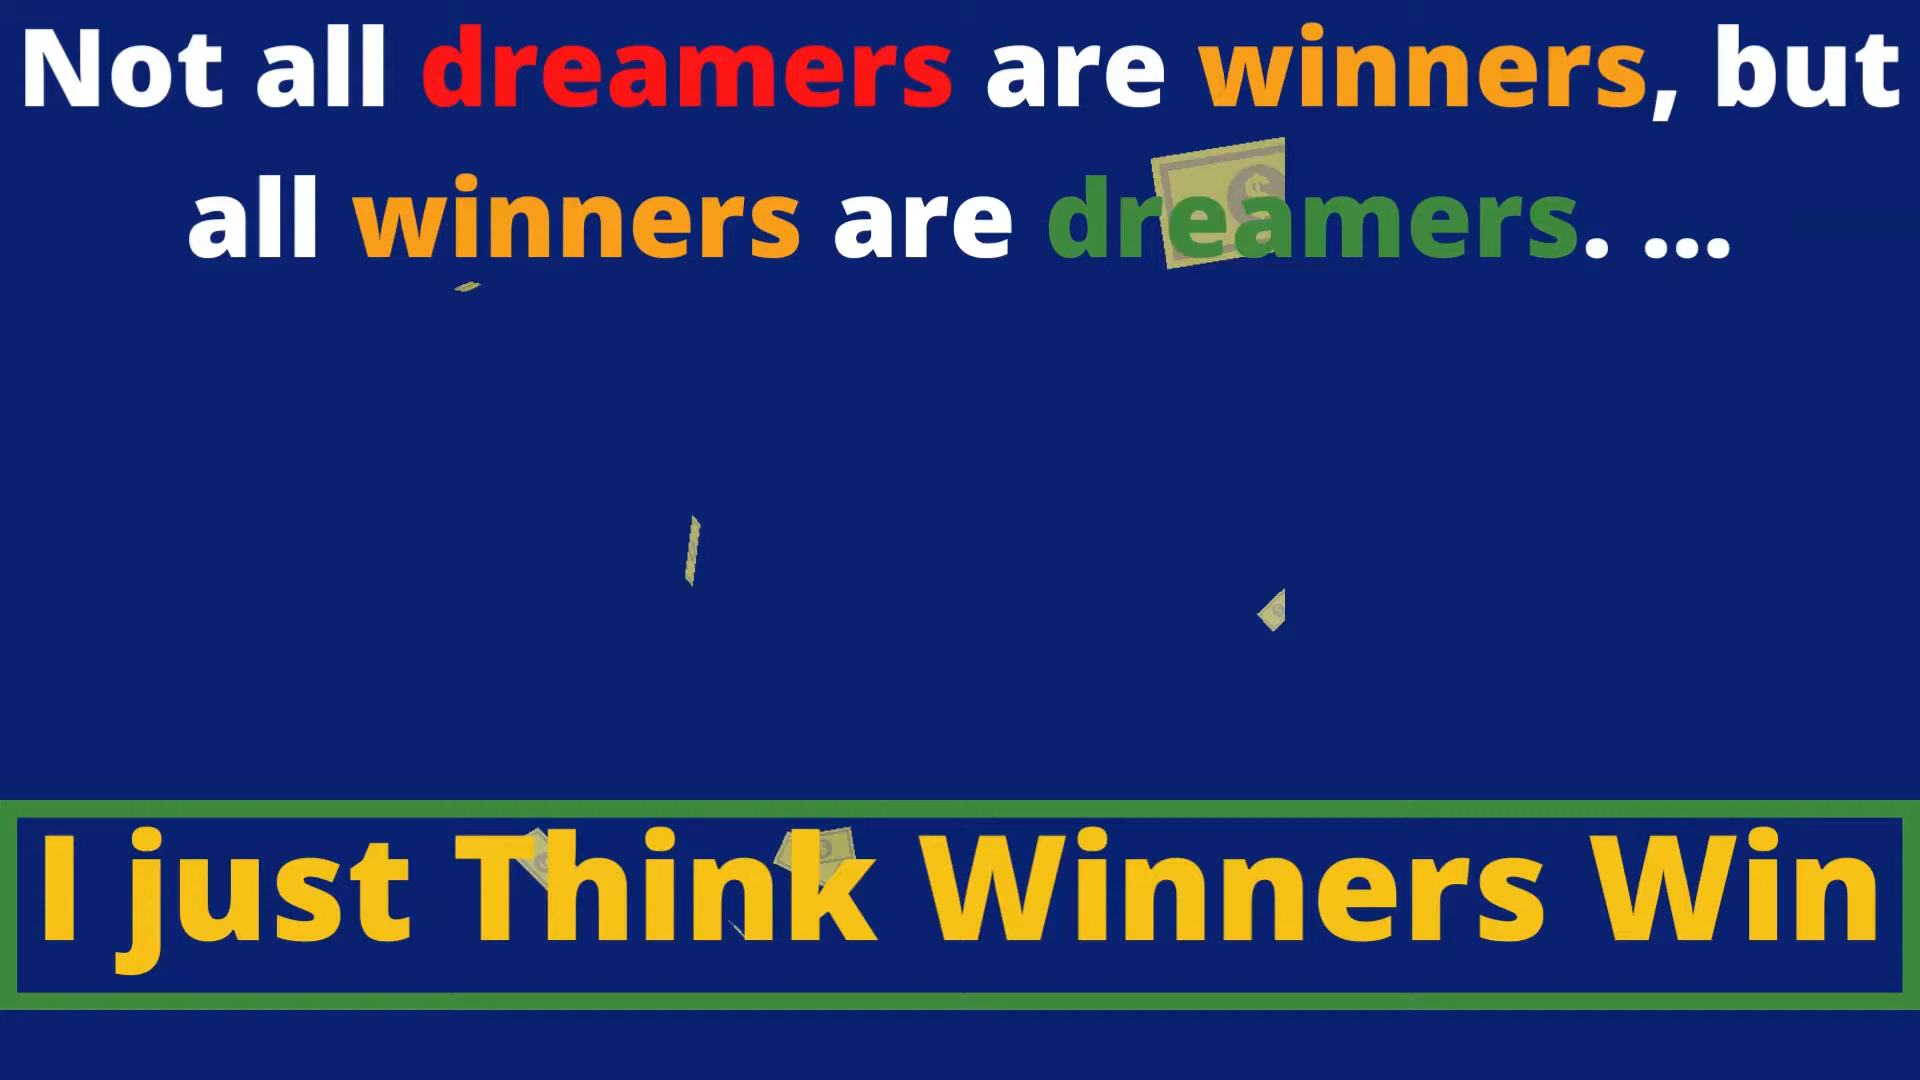 Not all dreamers are winners, but
all winners are dreamers. ...
I just Think Winners Win